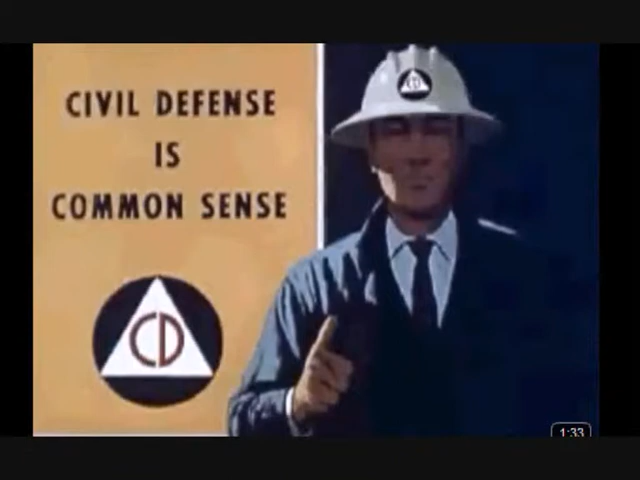 CIVIL DEFENSE
IS
COMMON SENSE
CD
CD
1:33